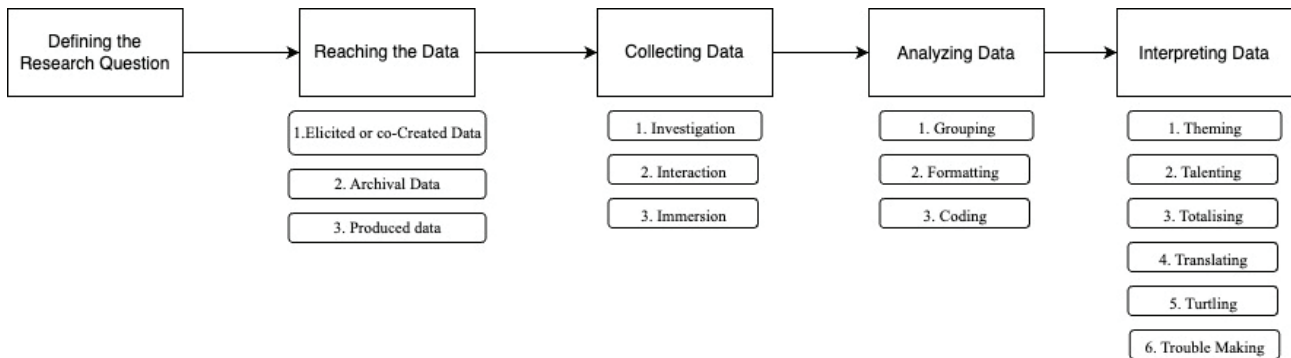 Defining the
Research Question
Reaching the Data
Collecting Data
Analyzing Data
Interpreting Data
1.Elicited or co-Created Data
2. Archival Data
3. Produced data
1. Investigation
2. Interaction
3. Immersion
1. Grouping
2. Formatting
3. Coding
1. Theming
2. Talenting
3. Totalising
4. Translating
5. Turtling
6. Trouble Making